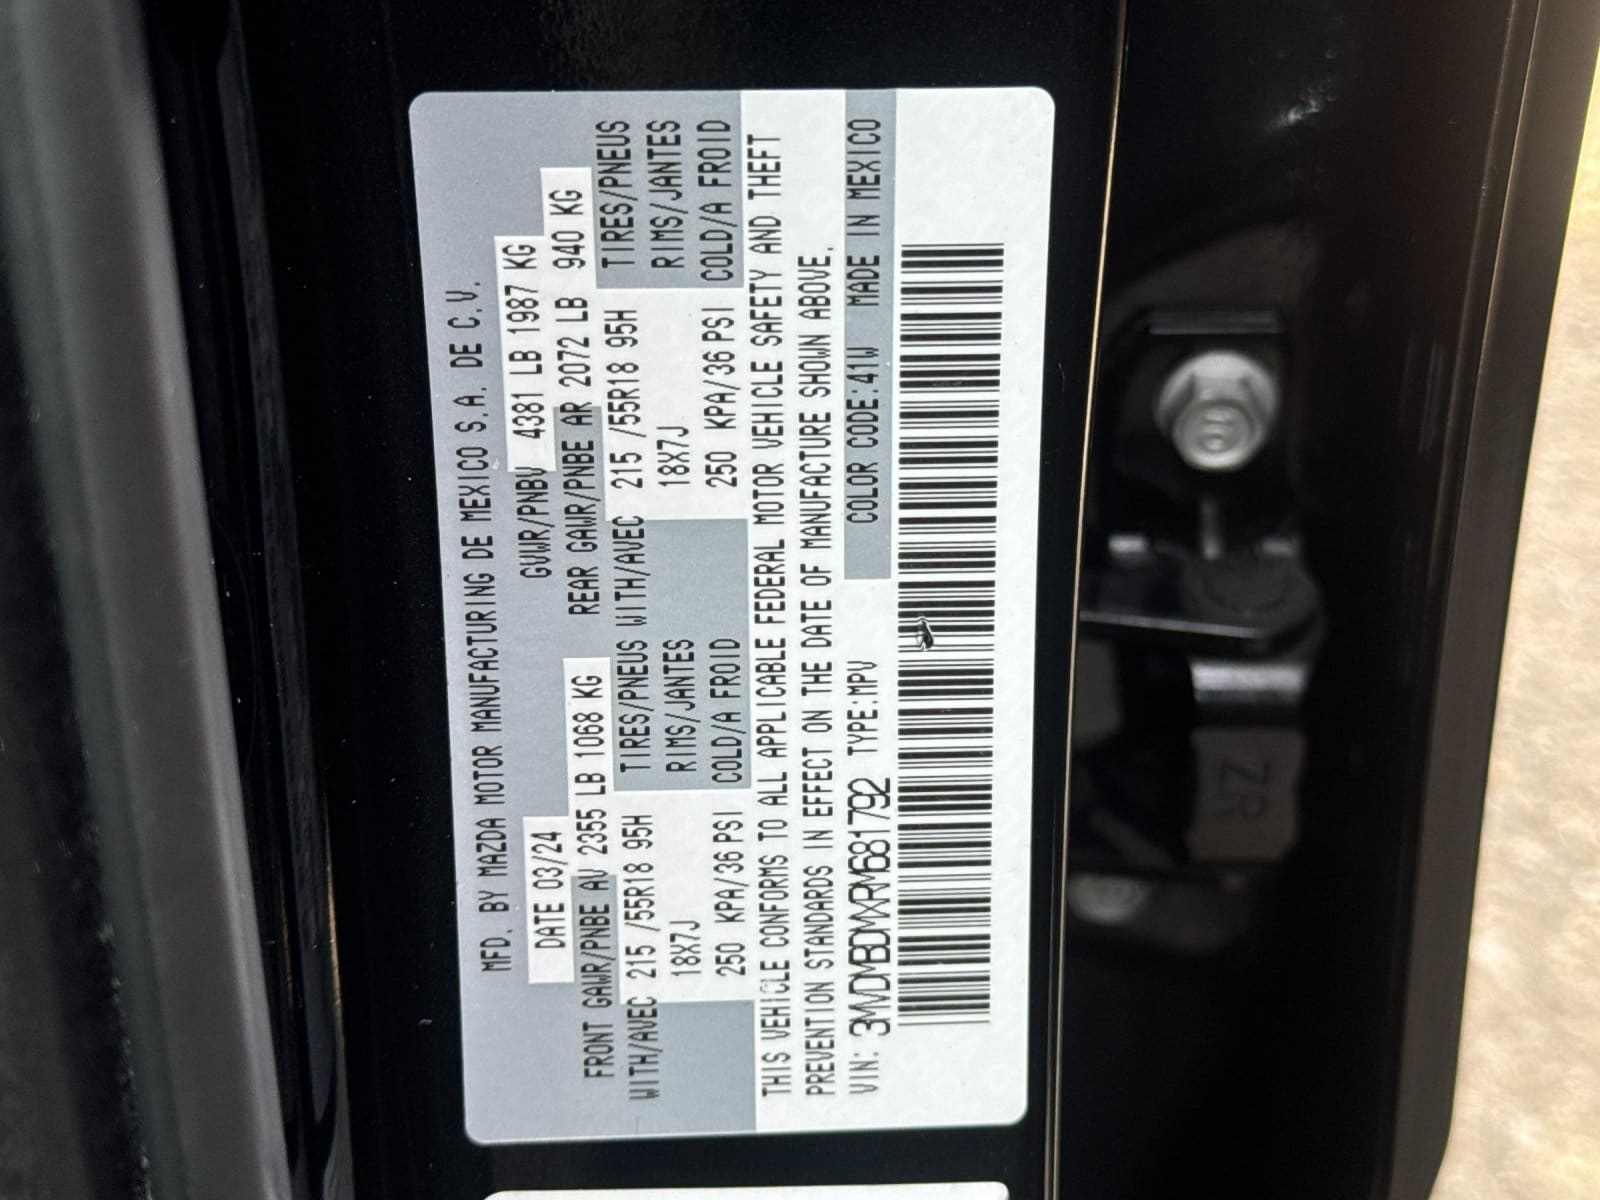 MFD. BY MAZDA MOTOR MANUFACTURING DE MEXICO S.A. DE C.V.
DATE 03/24 GVWR/PNBV 4381 LB 1987 KG
FRONT GAWR/PNBE AV 2355 LB 1068 KG REAR GAWR/PNBE AR 2072 LB 940 KG
WITH/AVEC 215 /55R18 95H TIRES/PNEUS WITH/AVEC 215 /55R18 95H TIRES/PNEUS
18X7J RIMS/JANTES 18X7J RIMS/JANTES
250 KPA/36 PSI COLD/A FROID 250 KPA/36 PSI COLD/A FROID
THIS VEHICLE CONFORMS TO ALL APPLICABLE FEDERAL MOTOR VEHICLE SAFETY AND THEFT
PREVENTION STANDARDS IN EFFECT ON THE DATE OF MANUFACTURE SHOWN ABOVE.
VIN: 3MVDMBDMXRM681792 TYPE:MPV COLOR CODE:41W MADE IN MEXICO
ZR